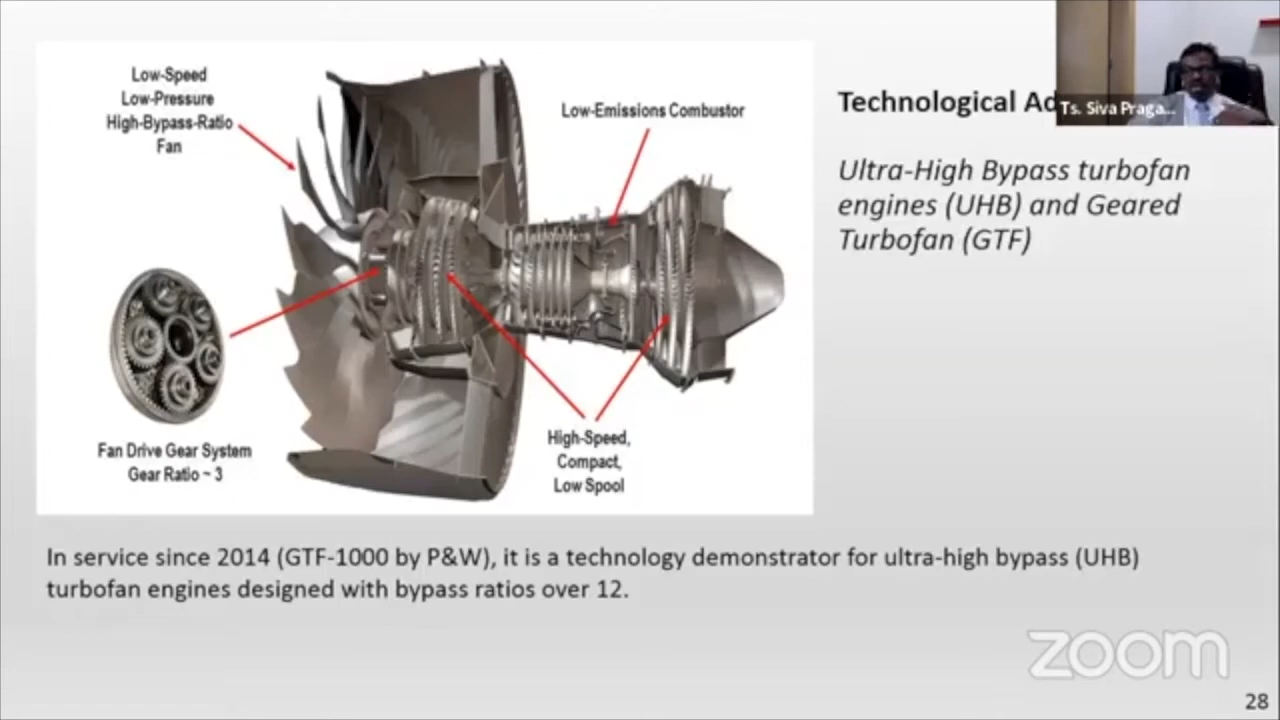 Low-Speed
Low-Pressure
High-Bypass-Ratio
Fan
Low-Emissions Combustor
Fan Drive Gear System
Gear Ratio ~ 3
High-Speed,
Compact,
Low Spool
Technological Ad
Ts. Siva Praga...
Ultra-High Bypass turbofan
engines (UHB) and Geared
Turbofan (GTF)
In service since 2014 (GTF-1000 by P&W), it is a technology demonstrator for ultra-high bypass (UHB)
turbofan engines designed with bypass ratios over 12.
zoom
28